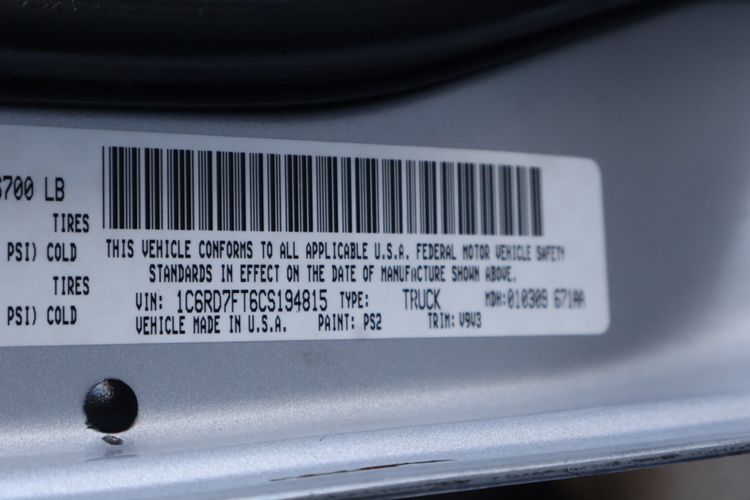 6700 LB
TIRES
PSI) COLD
TIRES
PSI) COLD
THIS VEHICLE CONFORMS TO ALL APPLICABLE U.S.A. FEDERAL MOTOR VEHICLE SAFETY
STANDARDS IN EFFECT ON THE DATE OF MANUFACTURE SHOWN ABOVE.
VIN: 1C6RD7FT6CS194815 TYPE: TRUCK MDH: 010309 671AA
VEHICLE MADE IN U.S.A. PAINT: PS2 TRIM: V9V3